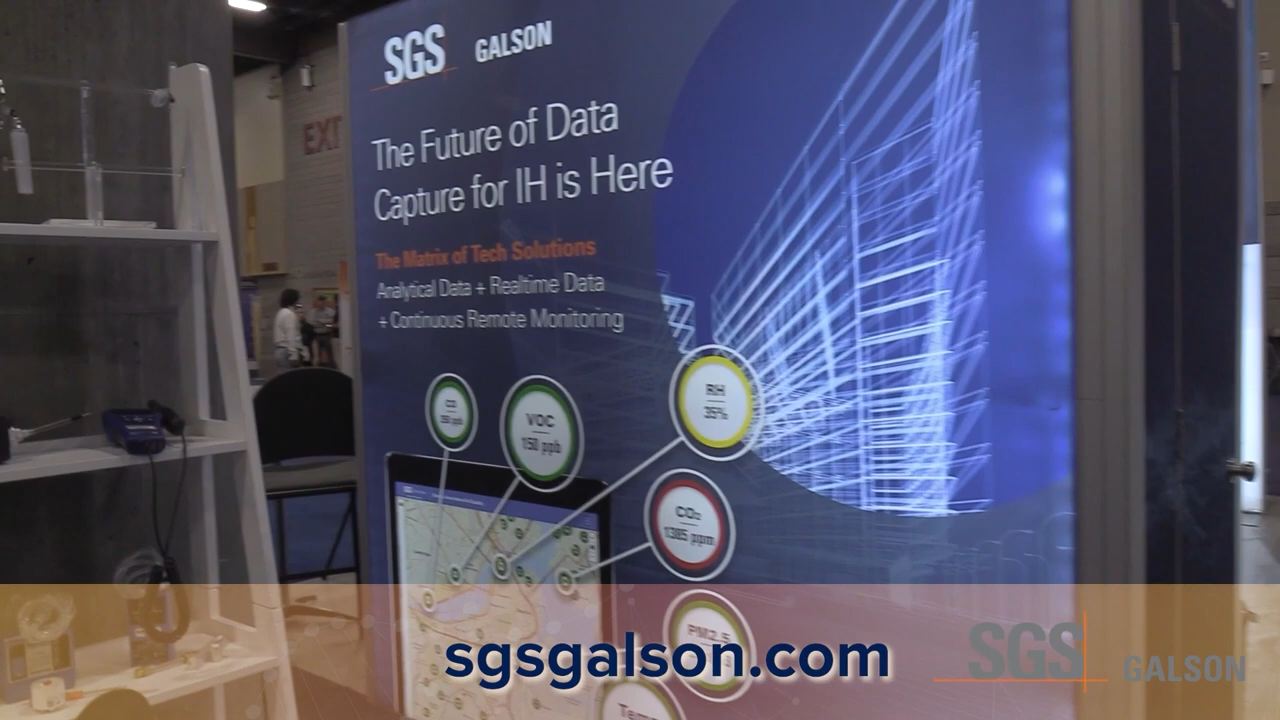 SGS GALSON
EXIT
The Future of Data
Capture for IH is Here
The Matrix of Tech Solutions
Analytical Data + Realtime Data
+ Continuous Remote Monitoring
RH
35%
VOC
150 ppb
CO₂
1385 ppm
PM2.5
Temp
sgsgalson.com
SGS GALSON